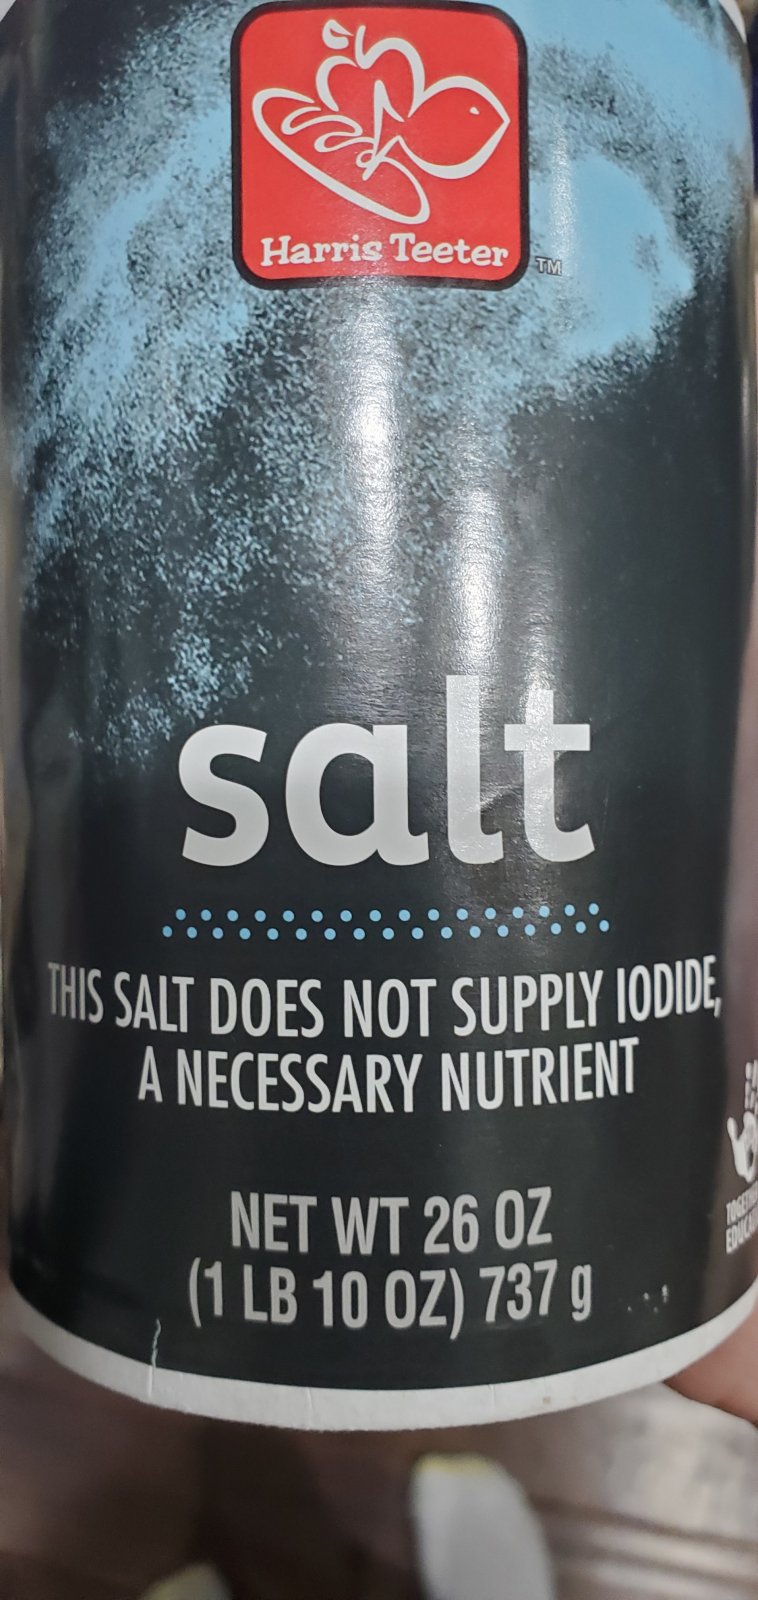 Harris Teeter
TM
salt
THIS SALT DOES NOT SUPPLY IODIDE,
A NECESSARY NUTRIENT
NET WT 26 OZ
(1 LB 10 OZ) 737 g